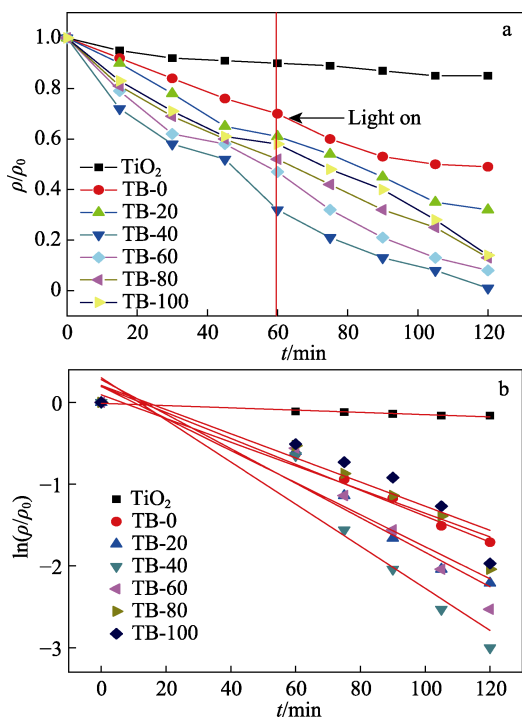 a
1.0
0.8
0.6
0.4
0.2
0
ρ/ρ0
Light on
TiO2
TB-0
TB-20
TB-40
TB-60
TB-80
TB-100
0 20 40 60 80 100 120
t/min
b
0
−1
−2
−3
ln(ρ/ρ0)
TiO2
TB-0
TB-20
TB-40
TB-60
TB-80
TB-100
0 20 40 60 80 100 120
t/min